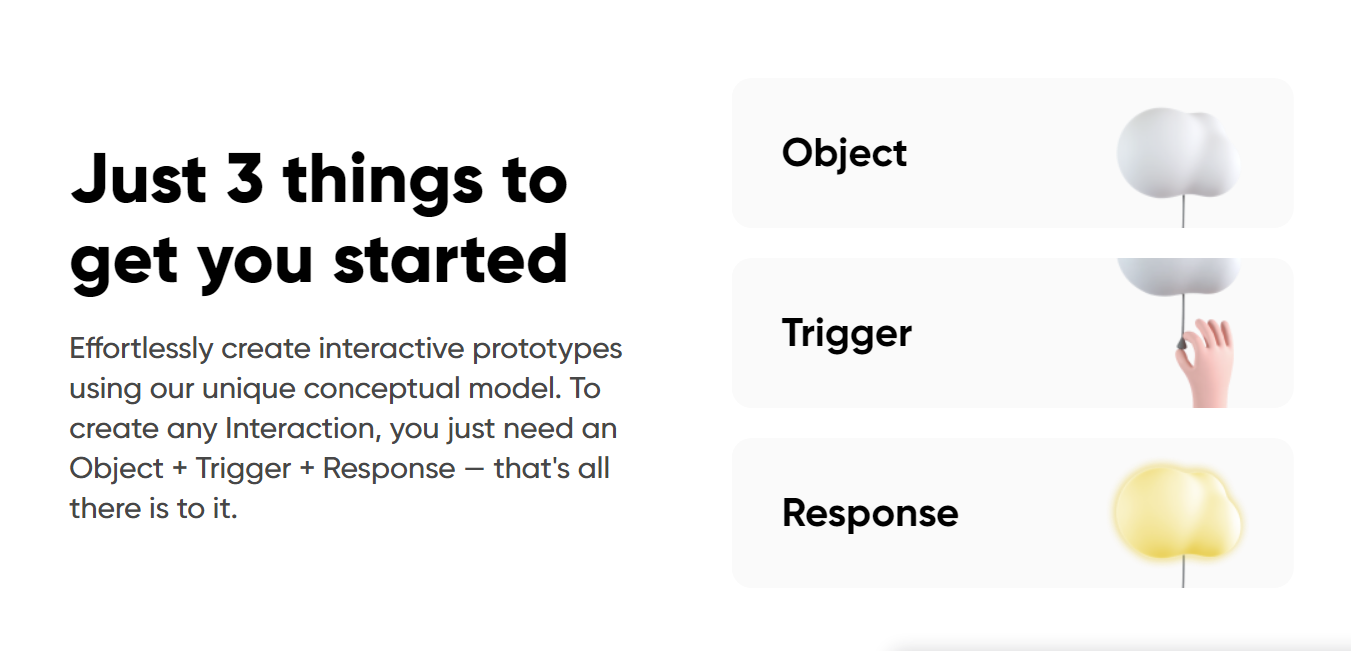 Just 3 things to
get you started
Effortlessly create interactive prototypes
using our unique conceptual model. To
create any Interaction, you just need an
Object + Trigger + Response — that's all
there is to it.
Object
Trigger
Response